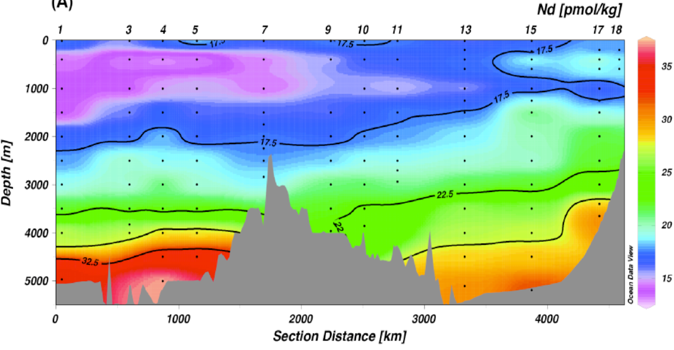 (A)
Nd [pmol/kg]
1 3 4 5 7 9 10 11 13 15 17 18
0
1000
2000
3000
4000
5000
Depth [m]
17.5
17.5
17.5
17.5
22.5
22
32.5
17.5
0 1000 2000 3000 4000
Section Distance [km]
35
30
25
20
15
Ocean Data View